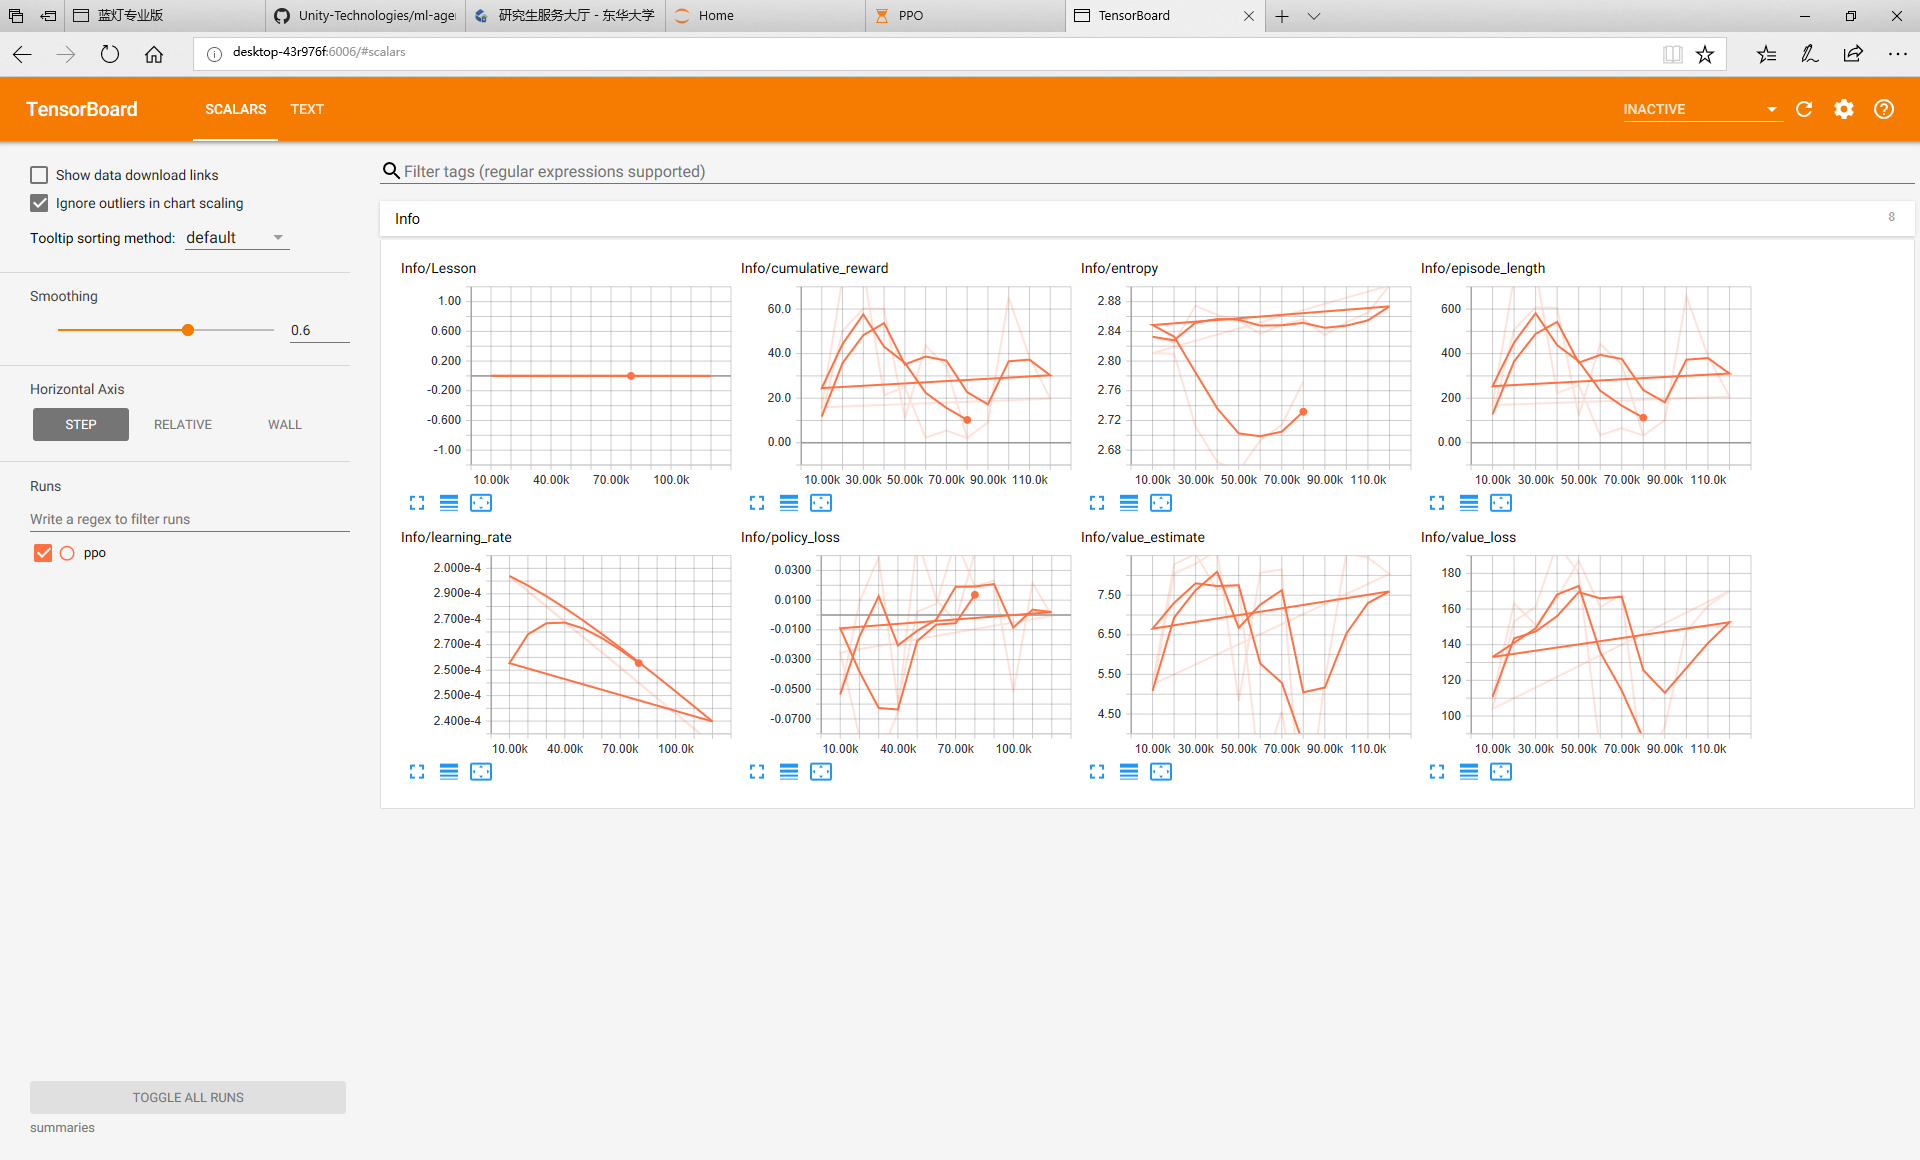 蓝灯专业版
Unity-Technologies/ml-age
研究生服务大厅 - 东华大学
Home
PPO
TensorBoard
desktop-43r976f:6006/#scalars
TensorBoard
SCALARS
TEXT
INACTIVE
Show data download links
Ignore outliers in chart scaling
Tooltip sorting method: default
Smoothing
0.6
Horizontal Axis
STEP RELATIVE WALL
Runs
Write a regex to filter runs
ppo
TOGGLE ALL RUNS
summaries
Filter tags (regular expressions supported)
Info
8
Info/Lesson
1.00
0.600
0.200
-0.200
-0.600
-1.00
10.00k 40.00k 70.00k 100.0k
Info/cumulative_reward
60.0
40.0
20.0
0.00
10.00k 30.00k 50.00k 70.00k 90.00k 110.0k
Info/entropy
2.88
2.84
2.80
2.76
2.72
2.68
10.00k 30.00k 50.00k 70.00k 90.00k 110.0k
Info/episode_length
600
400
200
0.00
10.00k 30.00k 50.00k 70.00k 90.00k 110.0k
Info/learning_rate
2.000e-4
2.900e-4
2.700e-4
2.700e-4
2.500e-4
2.500e-4
2.400e-4
10.00k 40.00k 70.00k 100.0k
Info/policy_loss
0.0300
0.0100
-0.0100
-0.0300
-0.0500
-0.0700
10.00k 40.00k 70.00k 100.0k
Info/value_estimate
7.50
6.50
5.50
4.50
10.00k 30.00k 50.00k 70.00k 90.00k 110.0k
Info/value_loss
180
160
140
120
100
10.00k 30.00k 50.00k 70.00k 90.00k 110.0k